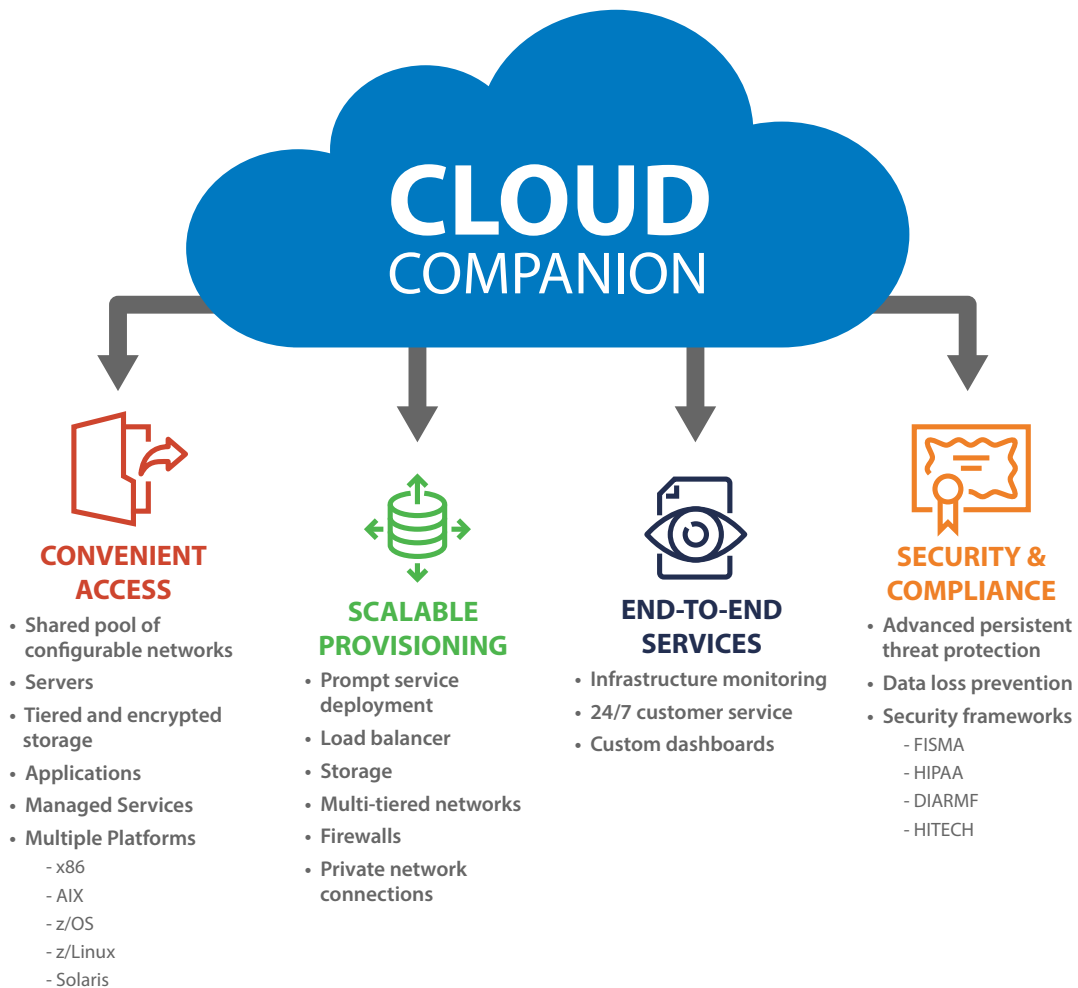 CLOUD
COMPANION
CONVENIENT
ACCESS
• Shared pool of
configurable networks
• Servers
• Tiered and encrypted
storage
• Applications
• Managed Services
• Multiple Platforms
- x86
- AIX
- z/OS
- z/Linux
- Solaris
SCALABLE
PROVISIONING
• Prompt service
deployment
• Load balancer
• Storage
• Multi-tiered networks
• Firewalls
• Private network
connections
END-TO-END
SERVICES
• Infrastructure monitoring
• 24/7 customer service
• Custom dashboards
SECURITY &
COMPLIANCE
• Advanced persistent
threat protection
• Data loss prevention
• Security frameworks
- FISMA
- HIPAA
- DIARMF
- HITECH